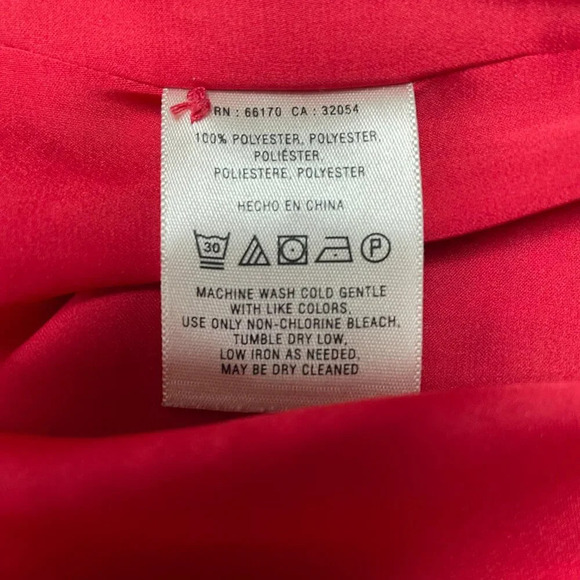 RN : 66170 CA : 32054
100% POLYESTER, POLYESTER,
POLIÉSTER,
POLIESTERE, POLYESTER
HECHO EN CHINA
30 P
MACHINE WASH COLD GENTLE
WITH LIKE COLORS,
USE ONLY NON-CHLORINE BLEACH,
TUMBLE DRY LOW,
LOW IRON AS NEEDED,
MAY BE DRY CLEANED